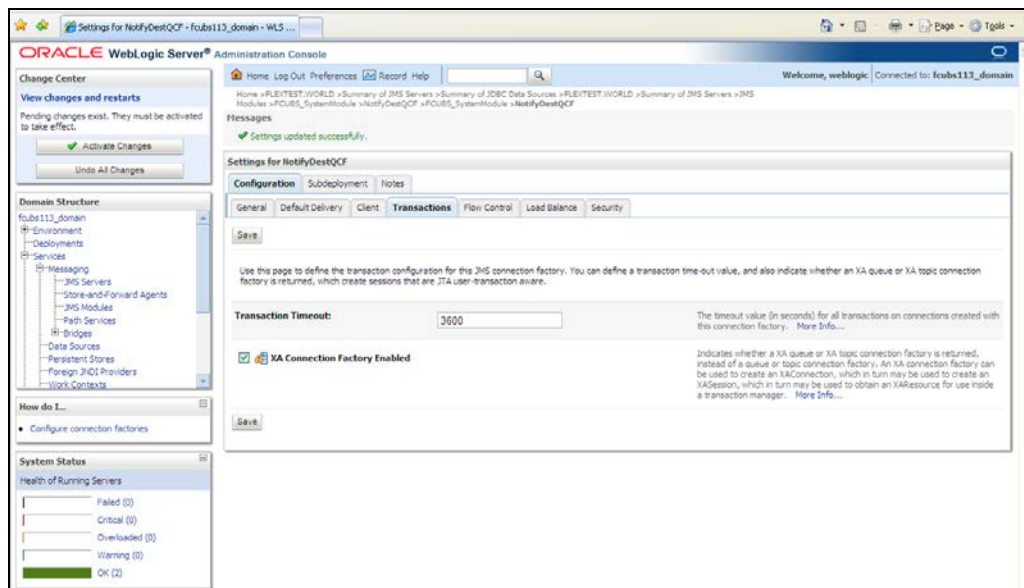 Settings for NotifyDestQCF - fcubs113_domain - WLS ...
Page
Tools
ORACLE WebLogic Server® Administration Console
Change Center
View changes and restarts
Pending changes exist. They must be activated
to take effect.
Activate Changes
Undo All Changes
Domain Structure
fcubs113_domain
Environment
Deployments
Services
Messaging
JMS Servers
Store-and-Forward Agents
JMS Modules
Path Services
Bridges
Data Sources
Persistent Stores
Foreign JNDI Providers
Work Contexts
How do I...
Configure connection factories
System Status
Health of Running Servers
Failed (0)
Critical (0)
Overloaded (0)
Warning (0)
OK (2)
Home Log Out Preferences Record Help
Welcome, weblogic Connected to: fcubs113_domain
Home >FLEXTEST.WORLD >Summary of JMS Servers >Summary of JDBC Data Sources >FLEXTEST.WORLD >Summary of JMS Servers >JMS
Modules >FCUBS_SystemModule >NotifyDestQCF >FCUBS_SystemModule >NotifyDestQCF
Messages
Settings updated successfully.
Settings for NotifyDestQCF
Configuration Subdeployment Notes
General Default Delivery Client Transactions Flow Control Load Balance Security
Save
Use this page to define the transaction configuration for this JMS connection factory. You can define a transaction time-out value, and also indicate whether an XA queue or XA topic connection
factory is returned, which create sessions that are JTA user-transaction aware.
Transaction Timeout:
3600
The timeout value (in seconds) for all transactions on connections created with
this connection factory. More Info...
XA Connection Factory Enabled
Indicates whether a XA queue or XA topic connection factory is returned,
instead of a queue or topic connection factory. An XA connection factory can
be used to create an XAConnection, which in turn may be used to create an
XASession, which in turn may be used to obtain an XAResource for use inside
a transaction manager. More Info...
Save